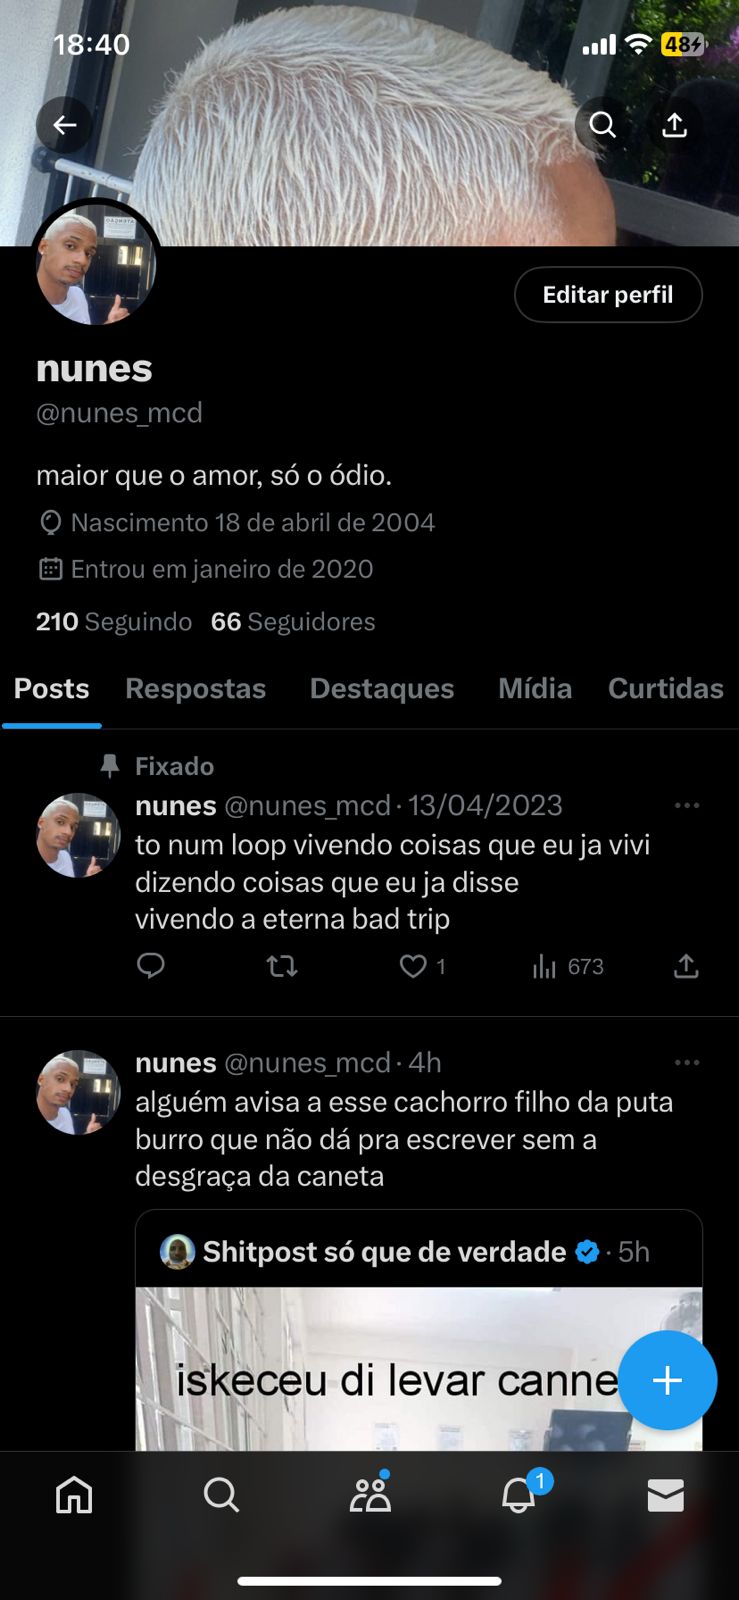 18:40
48
Editar perfil
nunes
@nunes_mcd
maior que o amor, só o ódio.
Nascimento 18 de abril de 2004
Entrou em janeiro de 2020
210 Seguindo 66 Seguidores
Posts Respostas Destaques Mídia Curtidas
Fixado
nunes @nunes_mcd · 13/04/2023
to num loop vivendo coisas que eu ja vivi
dizendo coisas que eu ja disse
vivendo a eterna bad trip
1 673
nunes @nunes_mcd · 4h
alguém avisa a esse cachorro filho da puta
burro que não dá pra escrever sem a
desgraça da caneta
Shitpost só que de verdade · 5h
iskeceu di levar canne
1